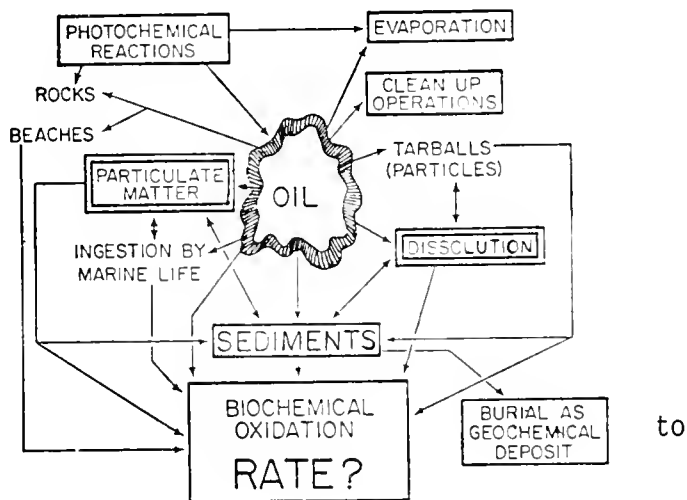 PHOTOCHEMICAL
REACTIONS
EVAPORATION
ROCKS
CLEAN UP
OPERATIONS
BEACHES
TARBALLS
(PARTICLES)
PARTICULATE
MATTER
OIL
INGESTION BY
MARINE LIFE
DISSOLUTION
SEDIMENTS
BIOCHEMICAL
OXIDATION
RATE?
BURIAL AS
GEOCHEMICAL
DEPOSIT
to